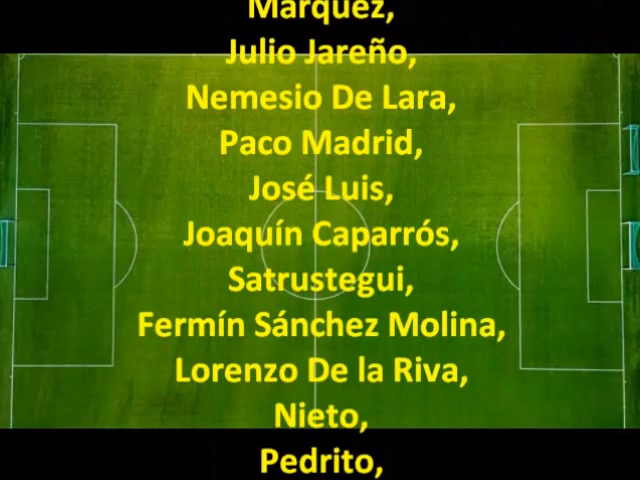 Márquez,
Julio Jareño,
Nemesio De Lara,
Paco Madrid,
José Luis,
Joaquín Caparrós,
Satrustegui,
Fermín Sánchez Molina,
Lorenzo De la Riva,
Nieto,
Pedrito,